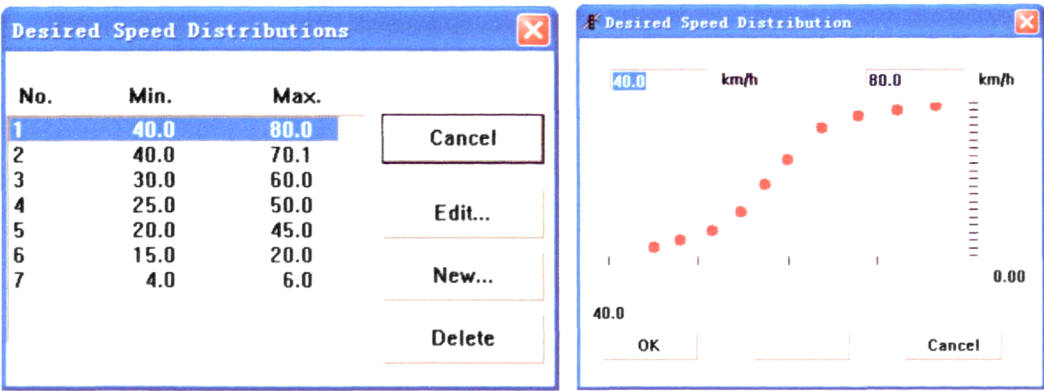 Desired Speed Distributions
No. Min. Max.
1 40.0 80.0
2 40.0 70.1
3 30.0 60.0
4 25.0 50.0
5 20.0 45.0
6 15.0 20.0
7 4.0 6.0
Cancel
Edit...
New...
Delete
Desired Speed Distribution
40.0 km/h 80.0 km/h
0.00
40.0
OK Cancel